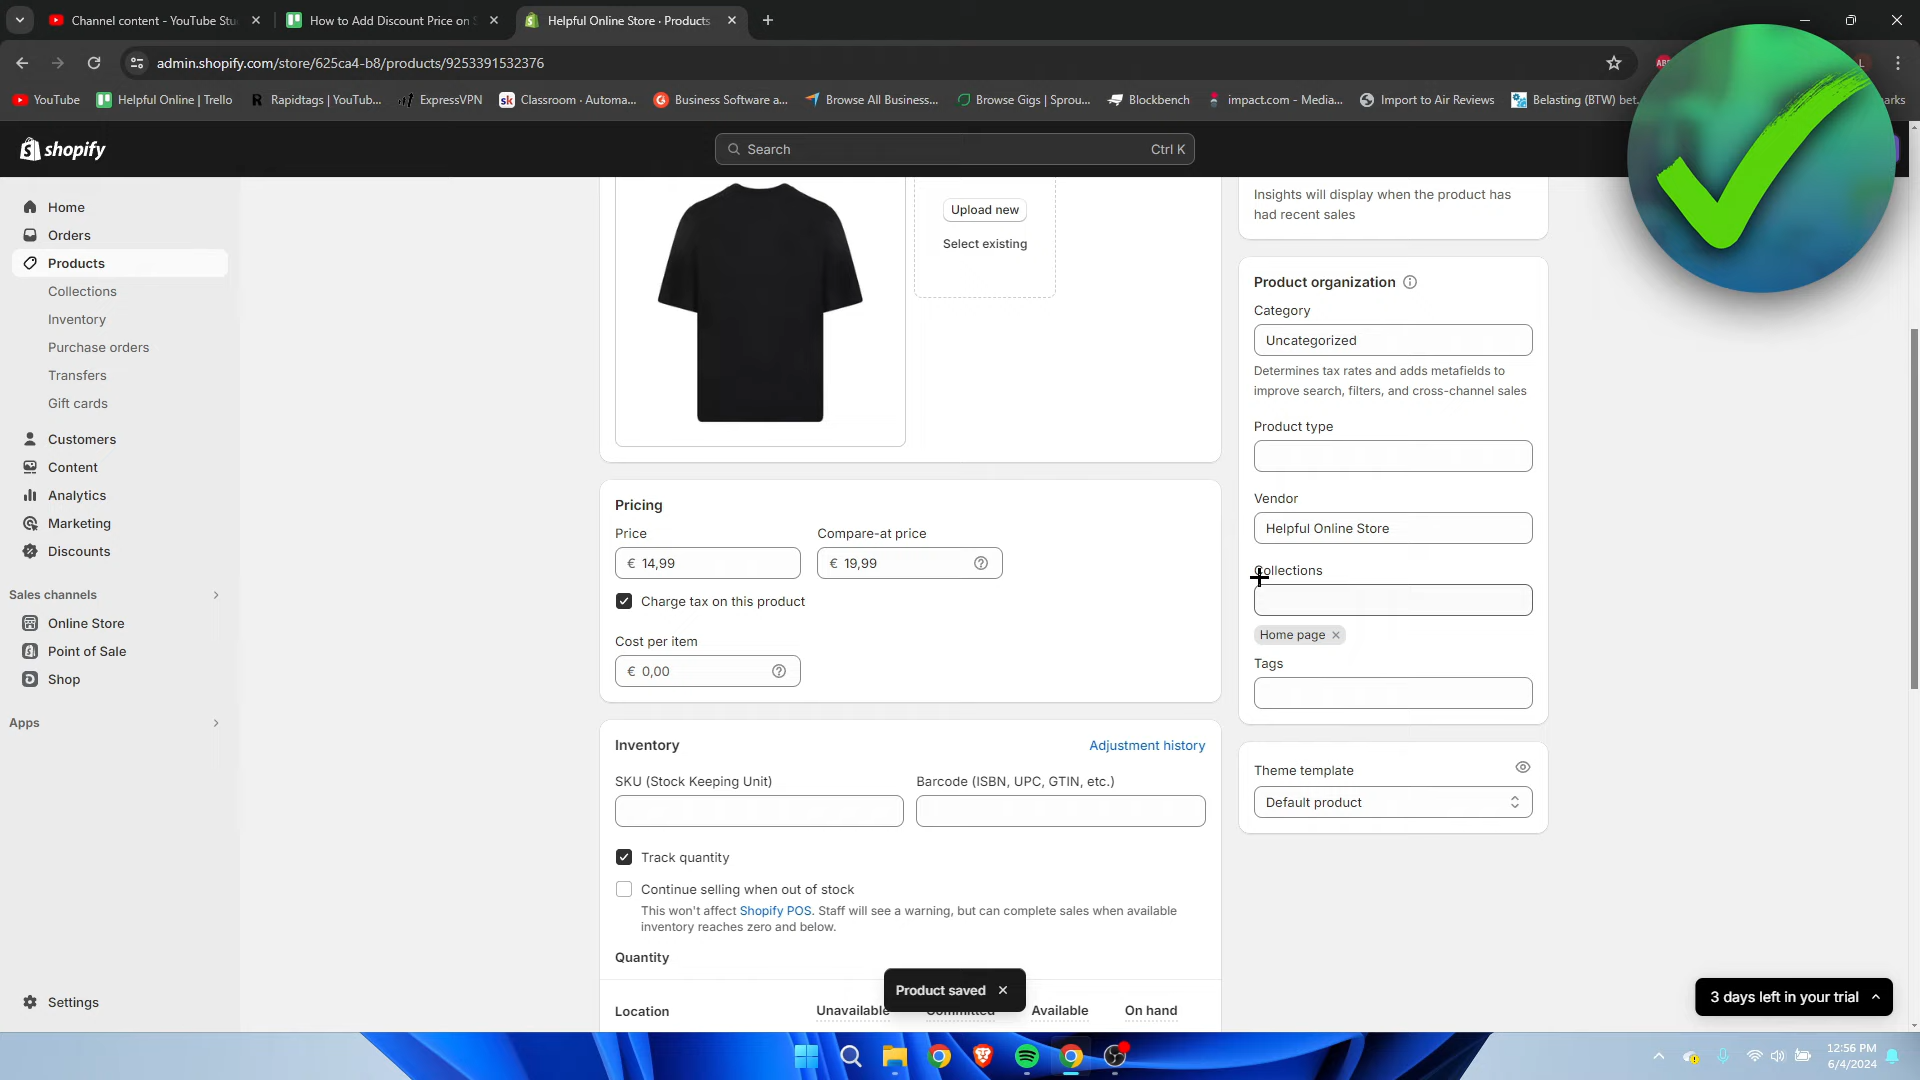 Channel content - YouTube Stu
How to Add Discount Price on S
Helpful Online Store · Products
admin.shopify.com/store/625ca4-b8/products/9253391532376
YouTube
Helpful Online | Trello
Rapidtags | YouTub...
ExpressVPN
Classroom · Automa...
Business Software a...
Browse All Business...
Browse Gigs | Sprou...
Blockbench
impact.com - Media...
Import to Air Reviews
Belasting (BTW) bet.
arks
shopify
Search
Ctrl K
Home
Orders
Products
Collections
Inventory
Purchase orders
Transfers
Gift cards
Customers
Content
Analytics
Marketing
Discounts
Sales channels
Online Store
Point of Sale
Shop
Apps
Settings
Upload new
Select existing
Pricing
Price
Compare-at price
€ 14,99
€ 19,99
Charge tax on this product
Cost per item
€ 0,00
Inventory
Adjustment history
SKU (Stock Keeping Unit)
Barcode (ISBN, UPC, GTIN, etc.)
Track quantity
Continue selling when out of stock
This won't affect Shopify POS. Staff will see a warning, but can complete sales when available
inventory reaches zero and below.
Quantity
Product saved
Location
Unavailable
Committed
Available
On hand
Insights will display when the product has
had recent sales
Product organization
Category
Uncategorized
Determines tax rates and adds metafields to
improve search, filters, and cross-channel sales
Product type
Vendor
Helpful Online Store
Collections
Home page
Tags
Theme template
Default product
3 days left in your trial
12:56 PM
6/4/2024